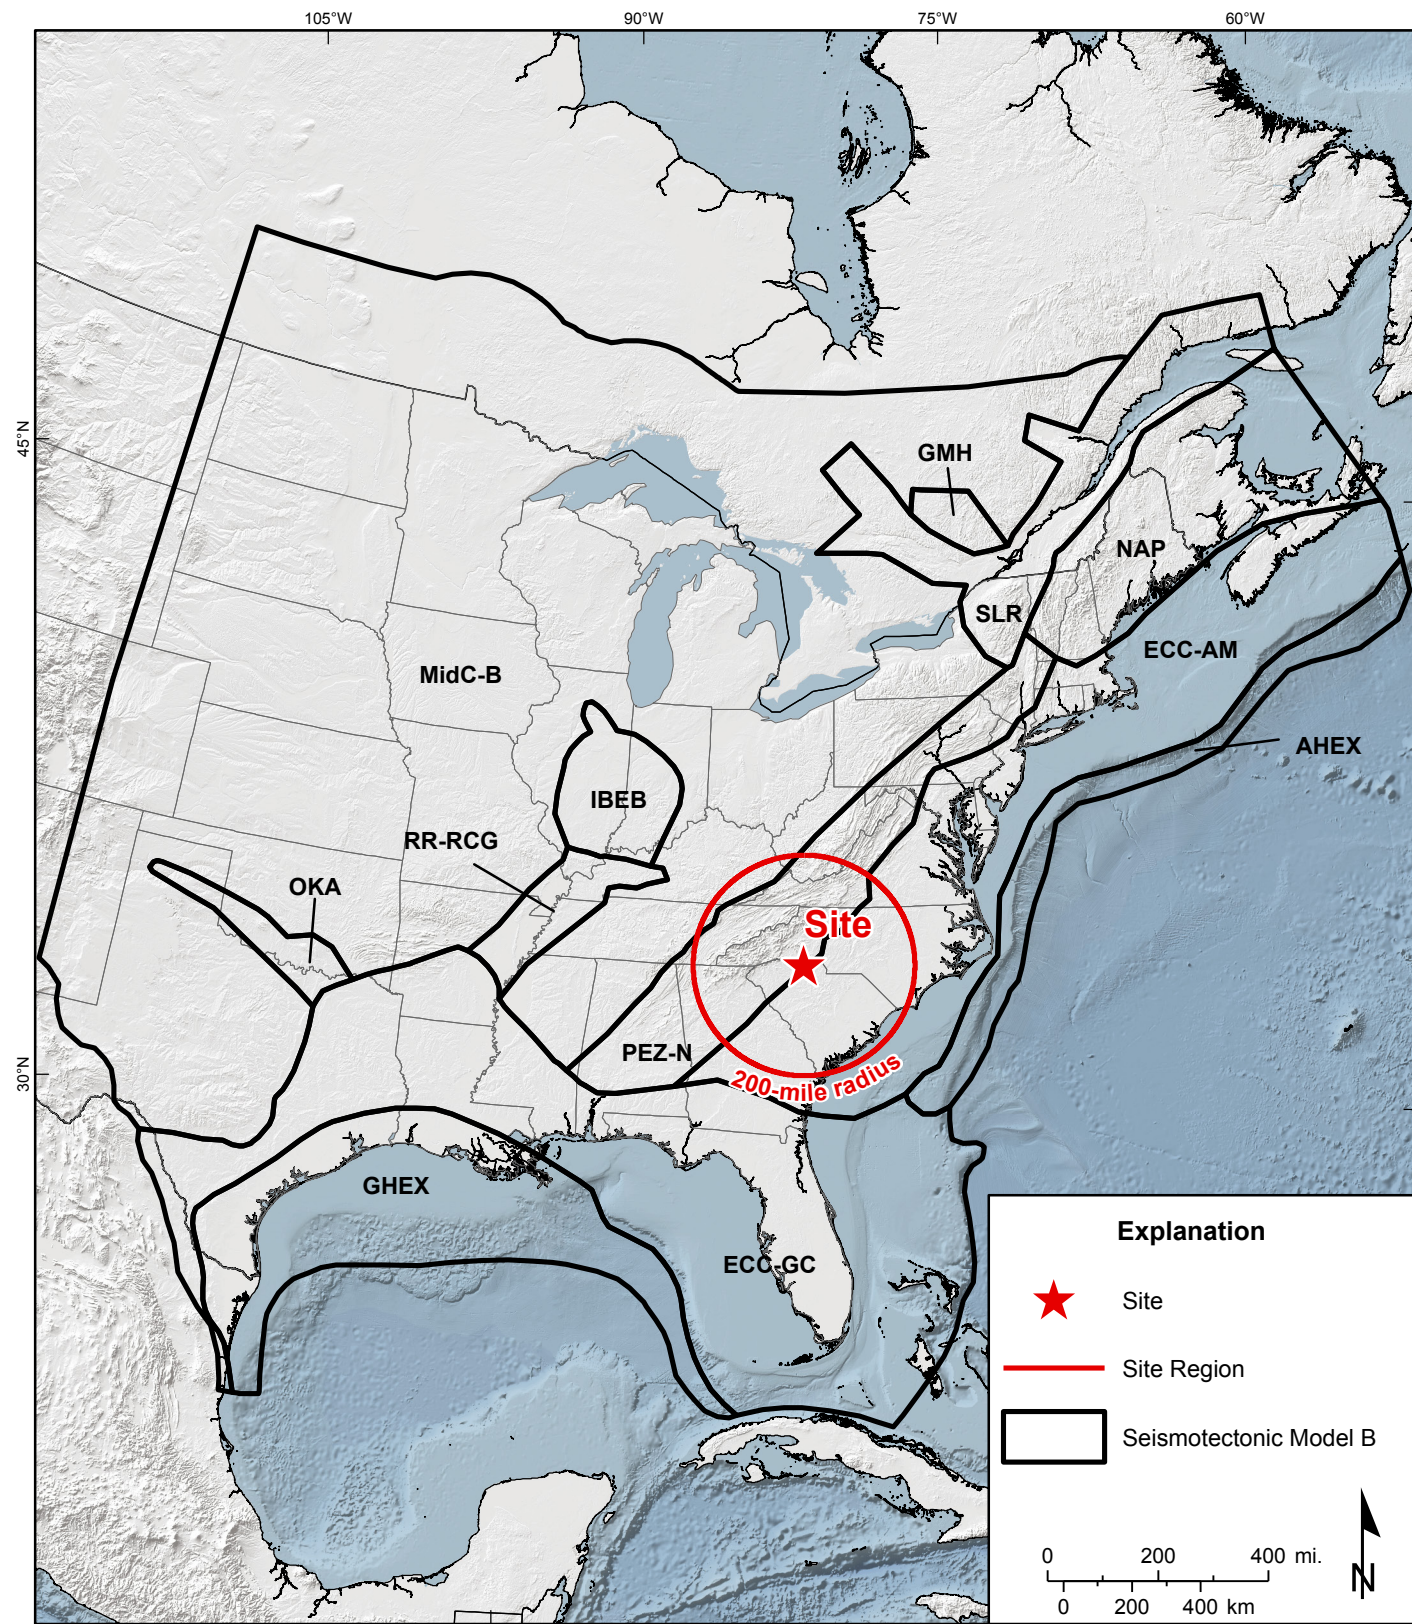 105°W 90°W 75°W 60°W
45°N
30°N
GMH
NAP
SLR
ECC-AM
MidC-B
AHEX
IBEB
RR-RCG
OKA
Site
PEZ-N
200-mile radius
GHEX
ECC-GC
Explanation
Site
Site Region
Seismotectonic Model B
0 200 400 mi.
0 200 400 km
N